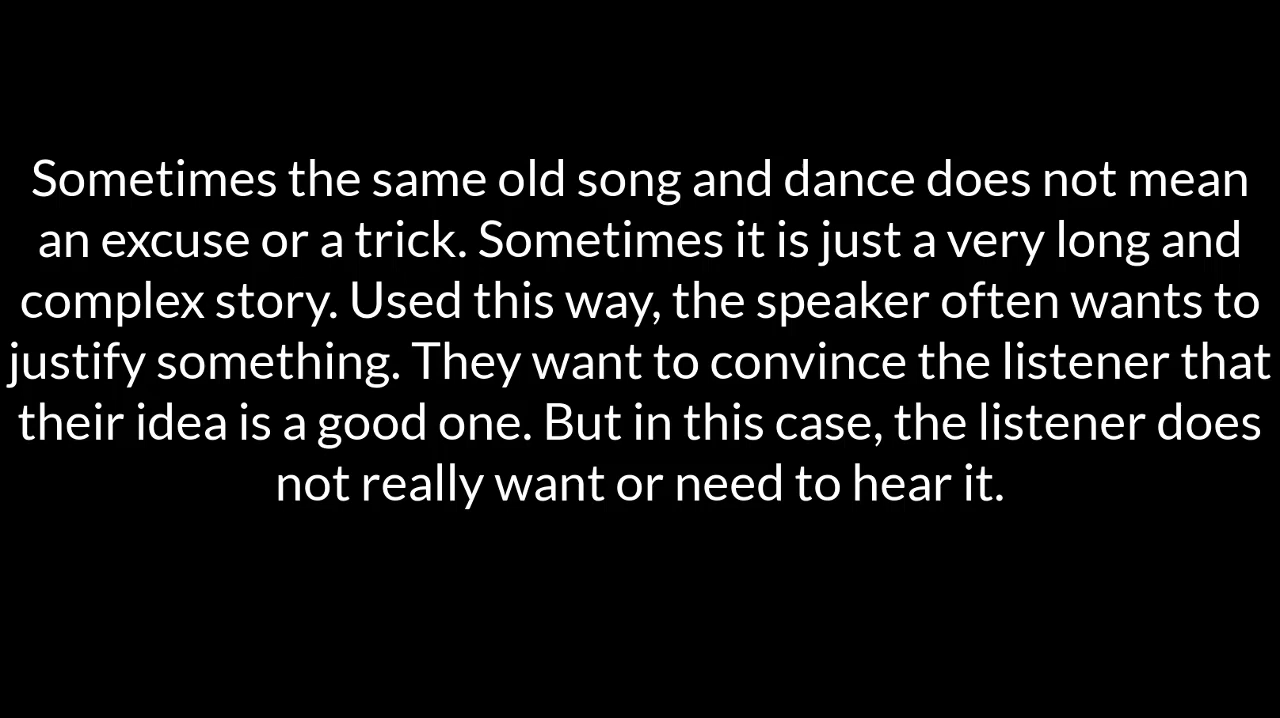 Sometimes the same old song and dance does not mean
an excuse or a trick. Sometimes it is just a very long and
complex story. Used this way, the speaker often wants to
justify something. They want to convince the listener that
their idea is a good one. But in this case, the listener does
not really want or need to hear it.